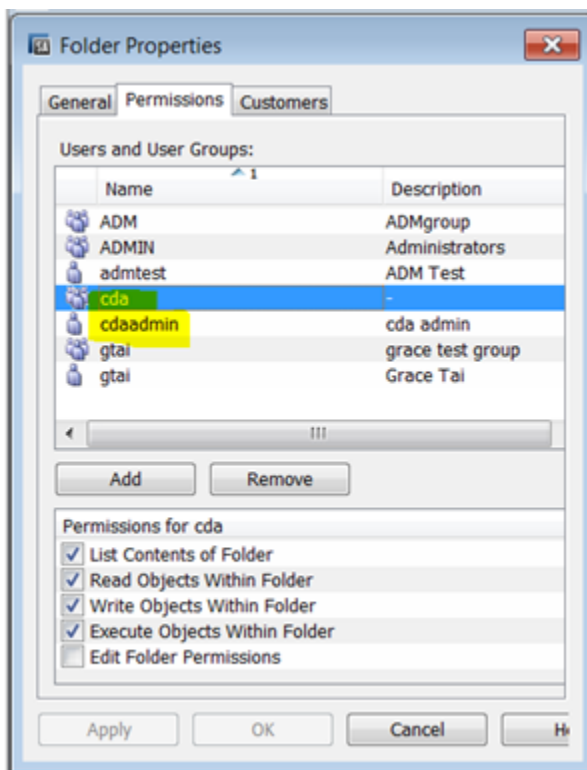 Folder Properties
General Permissions Customers
Users and User Groups:
Name 1 Description
ADM ADMgroup
ADMIN Administrators
admtest ADM Test
cda -
cdaadmin cda admin
gtai grace test group
gtai Grace Tai
Add Remove
Permissions for cda
List Contents of Folder
Read Objects Within Folder
Write Objects Within Folder
Execute Objects Within Folder
Edit Folder Permissions
Apply OK Cancel